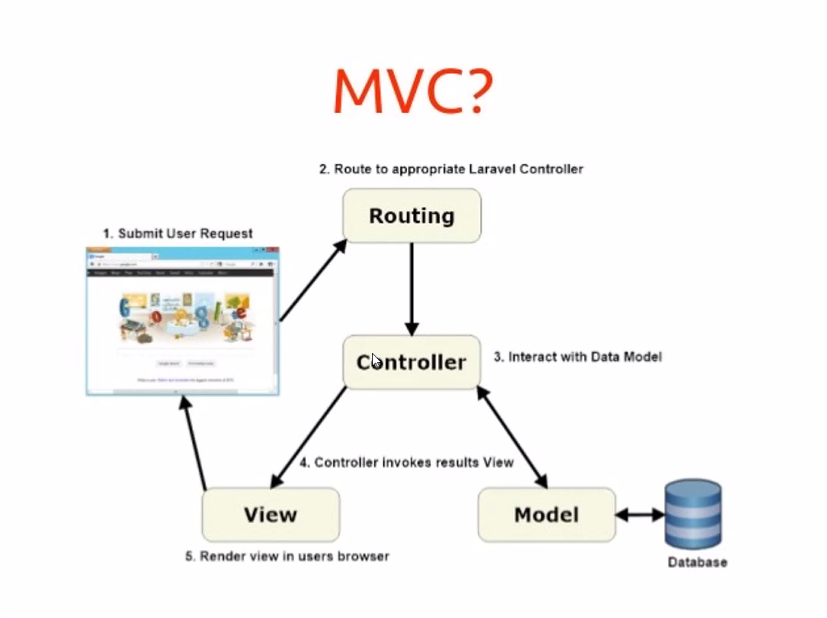 MVC?
2. Route to appropriate Laravel Controller
Routing
1. Submit User Request
Google
Controller
3. Interact with Data Model
4. Controller invokes results View
View
Model
5. Render view in users browser
Database